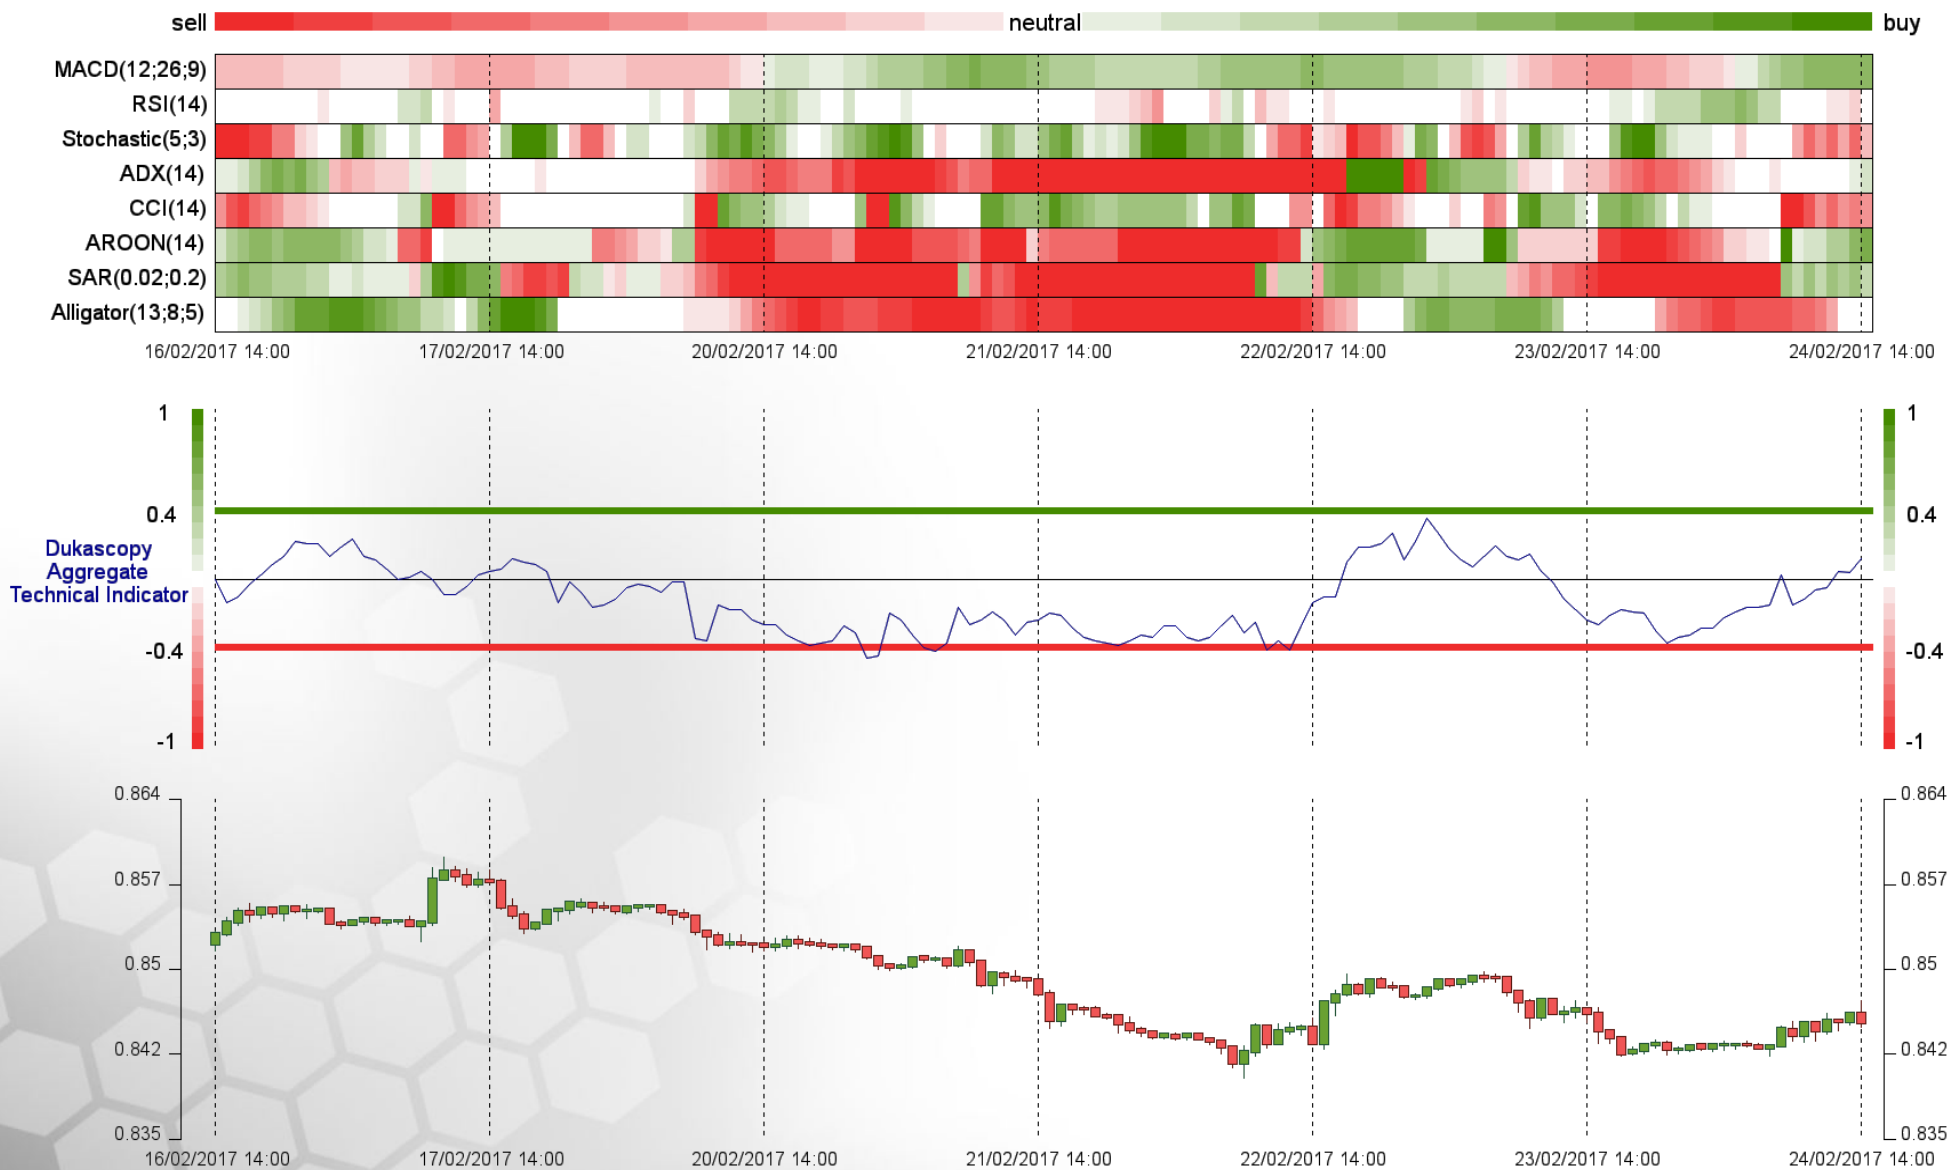 sell neutral buy
MACD(12;26;9)
RSI(14)
Stochastic(5;3)
ADX(14)
CCI(14)
AROON(14)
SAR(0.02;0.2)
Alligator(13;8;5)
16/02/2017 14:00 17/02/2017 14:00 20/02/2017 14:00 21/02/2017 14:00 22/02/2017 14:00 23/02/2017 14:00 24/02/2017 14:00
1 1
0.4 0.4
Dukascopy
Aggregate
Technical Indicator
-0.4 -0.4
-1 -1
0.864 0.864
0.857 0.857
0.85 0.85
0.842 0.842
0.835 0.835
16/02/2017 14:00 17/02/2017 14:00 20/02/2017 14:00 21/02/2017 14:00 22/02/2017 14:00 23/02/2017 14:00 24/02/2017 14:00